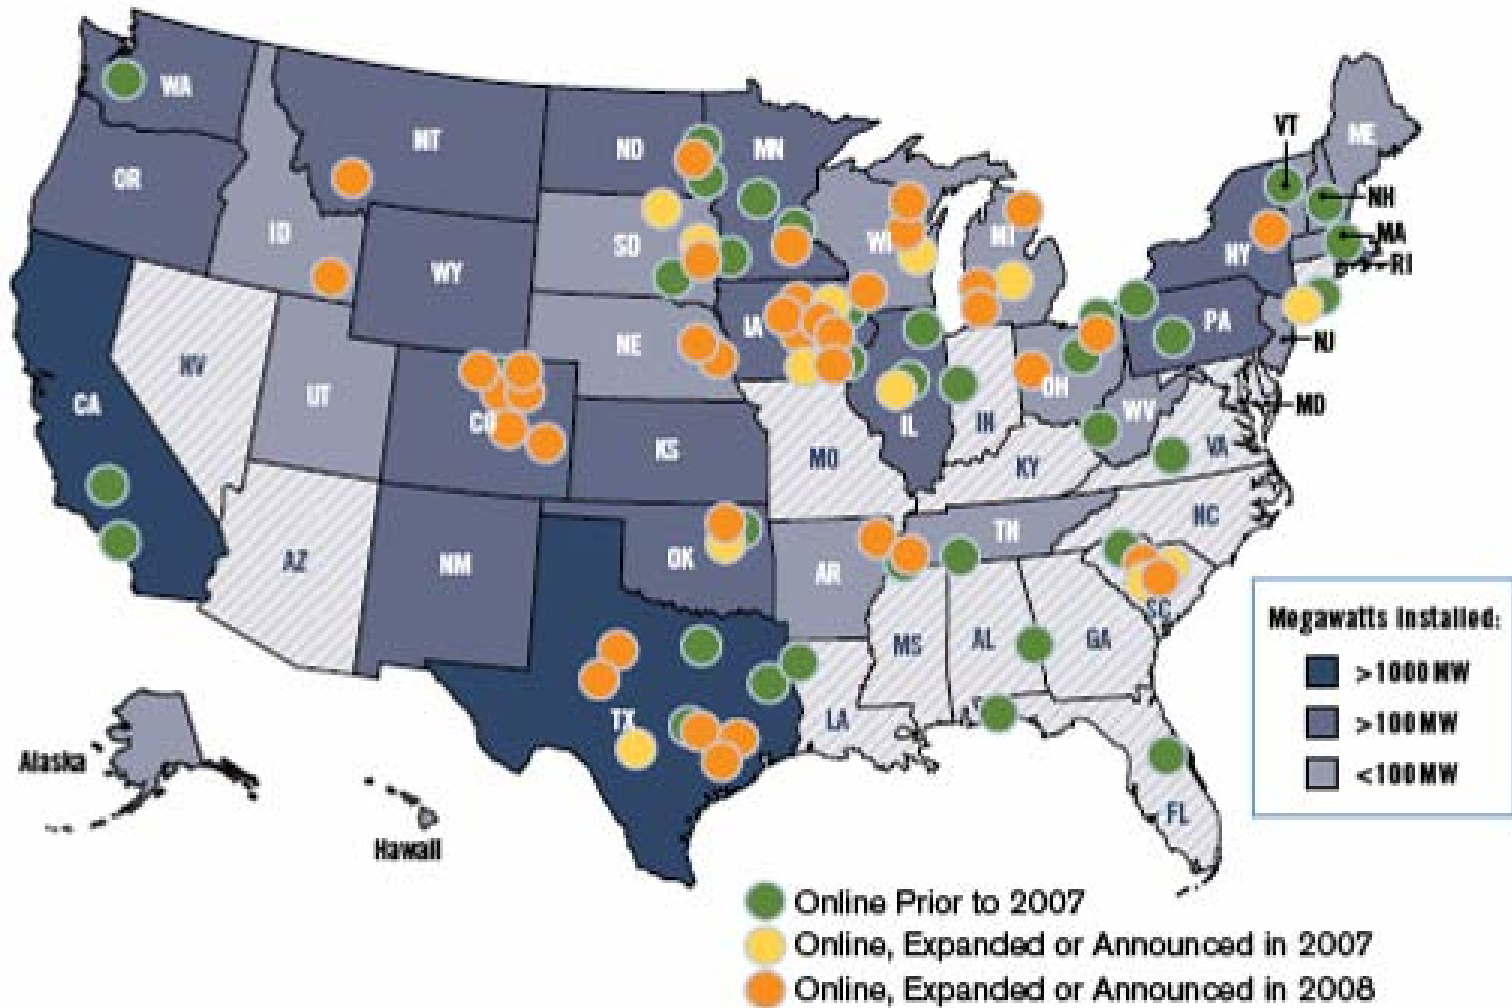 WA
MT
ND
MN
VT
ME
OR
ID
SD
WI
MI
NH
MA
RI
NY
WY
IA
NE
PA
NJ
NV
UT
CA
CO
IL
IN
OH
WV
MD
VA
KS
MO
KY
NC
TN
AZ
NM
OK
AR
SC
MS
AL
GA
TX
LA
FL
Alaska
Hawaii
Megawatts Installed:
>1000 MW
>100 MW
<100 MW
Online Prior to 2007
Online, Expanded or Announced in 2007
Online, Expanded or Announced in 2008